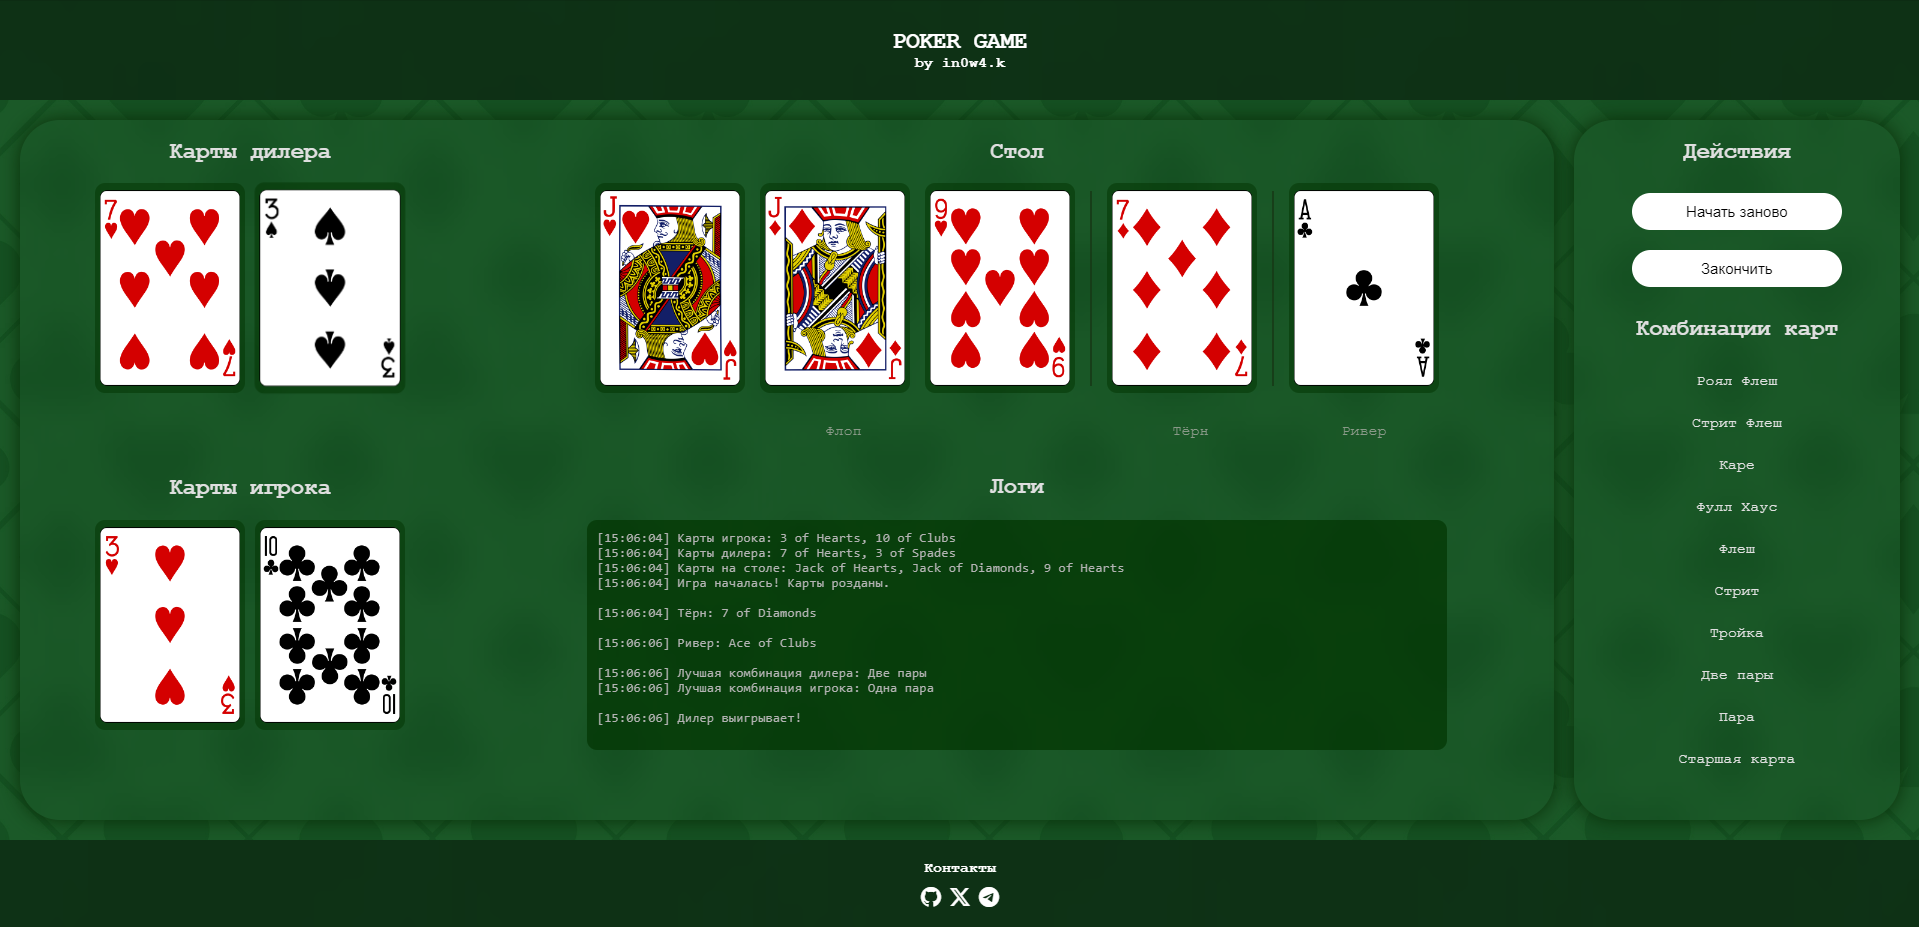 POKER GAME
by in0w4.k
Карты дилера
7
7
3
3
Стол
J
J
J
J
9
9
7
7
A
A
Флоп
Тёрн
Ривер
Карты игрока
3
3
10
10
Логи
[15:06:04] Карты игрока: 3 of Hearts, 10 of Clubs
[15:06:04] Карты дилера: 7 of Hearts, 3 of Spades
[15:06:04] Карты на столе: Jack of Hearts, Jack of Diamonds, 9 of Hearts
[15:06:04] Игра началась! Карты розданы.
[15:06:04] Тёрн: 7 of Diamonds
[15:06:06] Ривер: Ace of Clubs
[15:06:06] Лучшая комбинация дилера: Две пары
[15:06:06] Лучшая комбинация игрока: Одна пара
[15:06:06] Дилер выигрывает!
Действия
Начать заново
Закончить
Комбинации карт
Роял Флеш
Стрит Флеш
Каре
Фулл Хаус
Флеш
Стрит
Тройка
Две пары
Пара
Старшая карта
Контакты